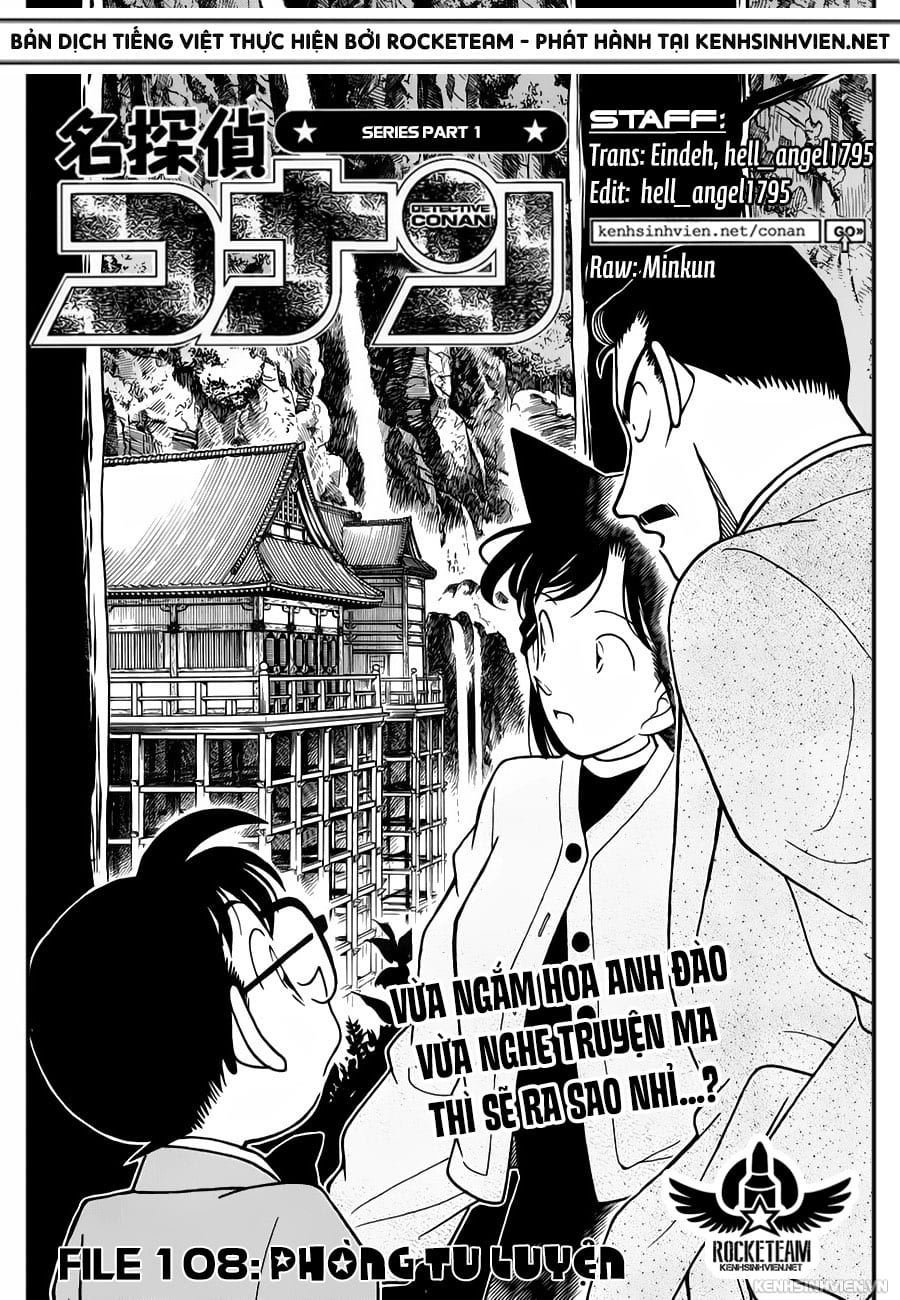 BẢN DỊCH TIẾNG VIỆT THỰC HIỆN BỞI ROCKETEAM - PHÁT HÀNH TẠI KENHSINHVIEN.NET
名探偵
SERIES PART 1
コナン
DETECTIVE
CONAN
STAFF:
Trans: Eindeh, hell_angel1795
Edit: hell_angel1795
kenhsinhvien.net/conan GO»
Raw: Minkun
VỪA NGẮM HOA ANH ĐÀO
VỪA NGHE TRUYỆN MA
THÌ SẼ RA SAO NHỈ...?
ROCKETEAM
KENHSINHVIEN.NET
FILE 108: PHÒNG TU LUYỆN
KENHSINHVIEN.VN